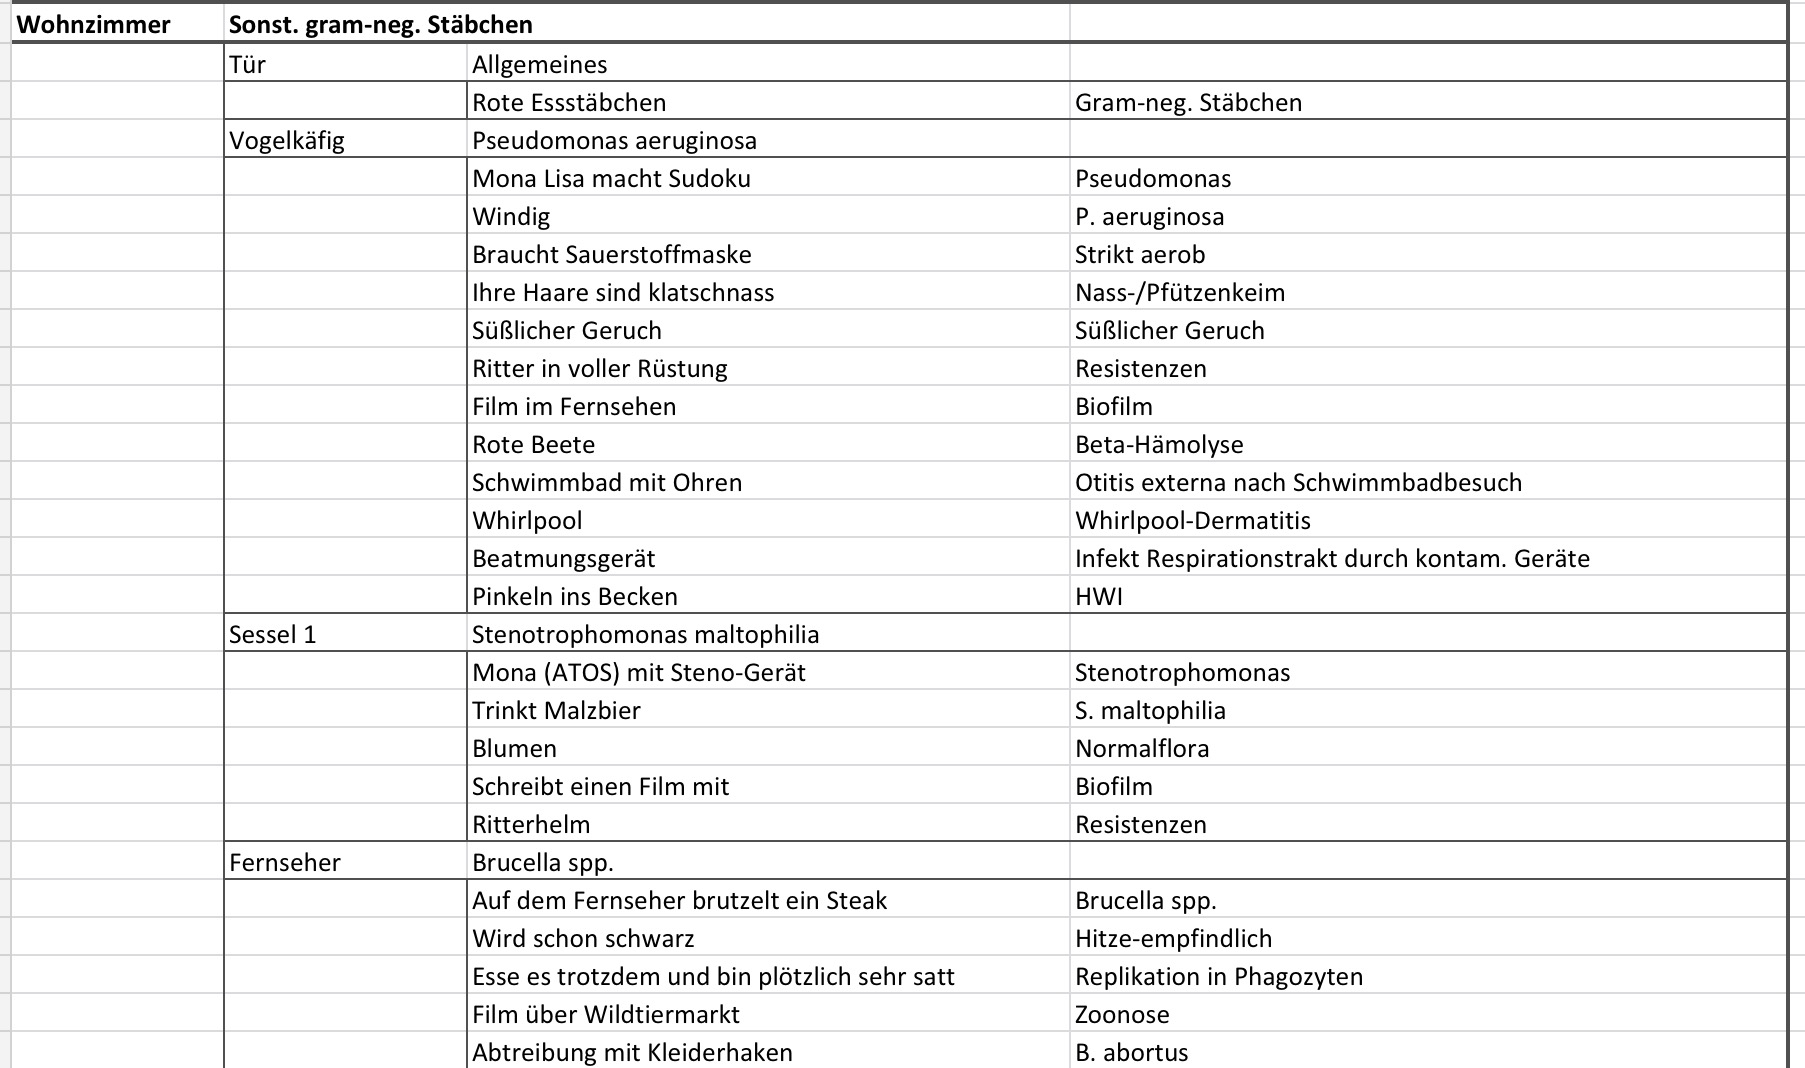 Wohnzimmer Sonst. gram-neg. Stäbchen
Tür Allgemeines
Rote Essstäbchen Gram-neg. Stäbchen
Vogelkäfig Pseudomonas aeruginosa
Mona Lisa macht Sudoku Pseudomonas
Windig P. aeruginosa
Braucht Sauerstoffmaske Strikt aerob
Ihre Haare sind klatschnass Nass-/Pfützenkeim
Süßlicher Geruch Süßlicher Geruch
Ritter in voller Rüstung Resistenzen
Film im Fernsehen Biofilm
Rote Beete Beta-Hämolyse
Schwimmbad mit Ohren Otitis externa nach Schwimmbadbesuch
Whirlpool Whirlpool-Dermatitis
Beatmungsgerät Infekt Respirationstrakt durch kontam. Geräte
Pinkeln ins Becken HWI
Sessel 1 Stenotrophomonas maltophilia
Mona (ATOS) mit Steno-Gerät Stenotrophomonas
Trinkt Malzbier S. maltophilia
Blumen Normalflora
Schreibt einen Film mit Biofilm
Ritterhelm Resistenzen
Fernseher Brucella spp.
Auf dem Fernseher brutzelt ein Steak Brucella spp.
Wird schon schwarz Hitze-empfindlich
Esse es trotzdem und bin plötzlich sehr satt Replikation in Phagozyten
Film über Wildtiermarkt Zoonose
Abtreibung mit Kleiderhaken B. abortus